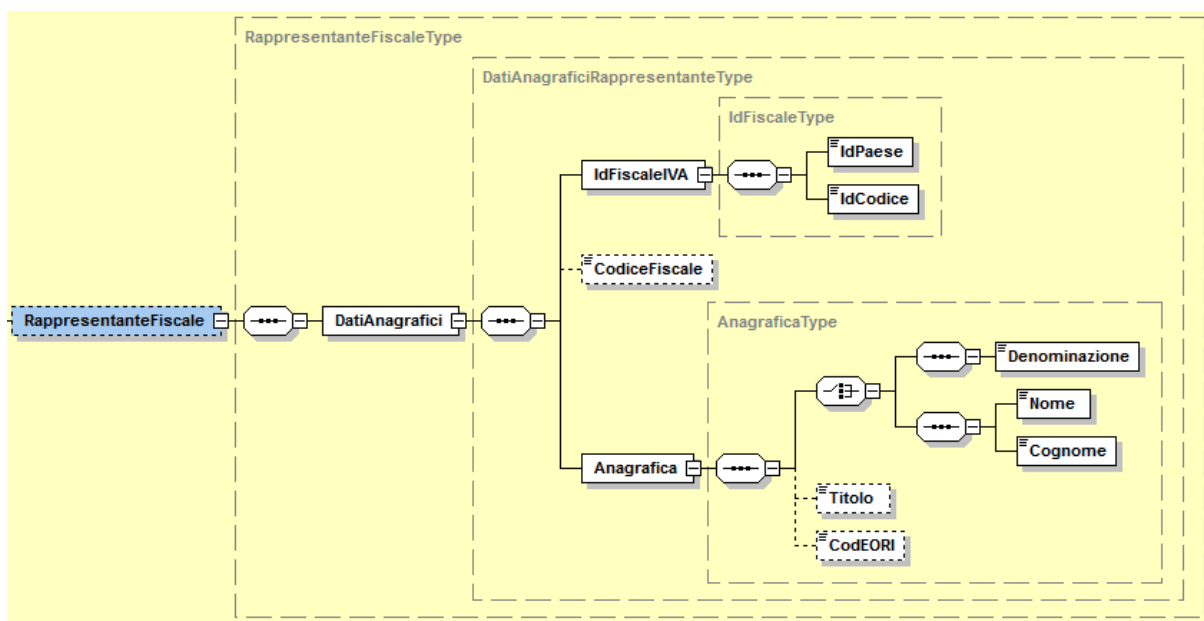 RappresentanteFiscaleType
DatiAnagraficiRappresentanteType
IdFiscaleType
IdPaese
IdFiscaleIVA
IdCodice
CodiceFiscale
RappresentanteFiscale
DatiAnagrafici
AnagraficaType
Denominazione
Nome
Cognome
Anagrafica
Titolo
CodEORI